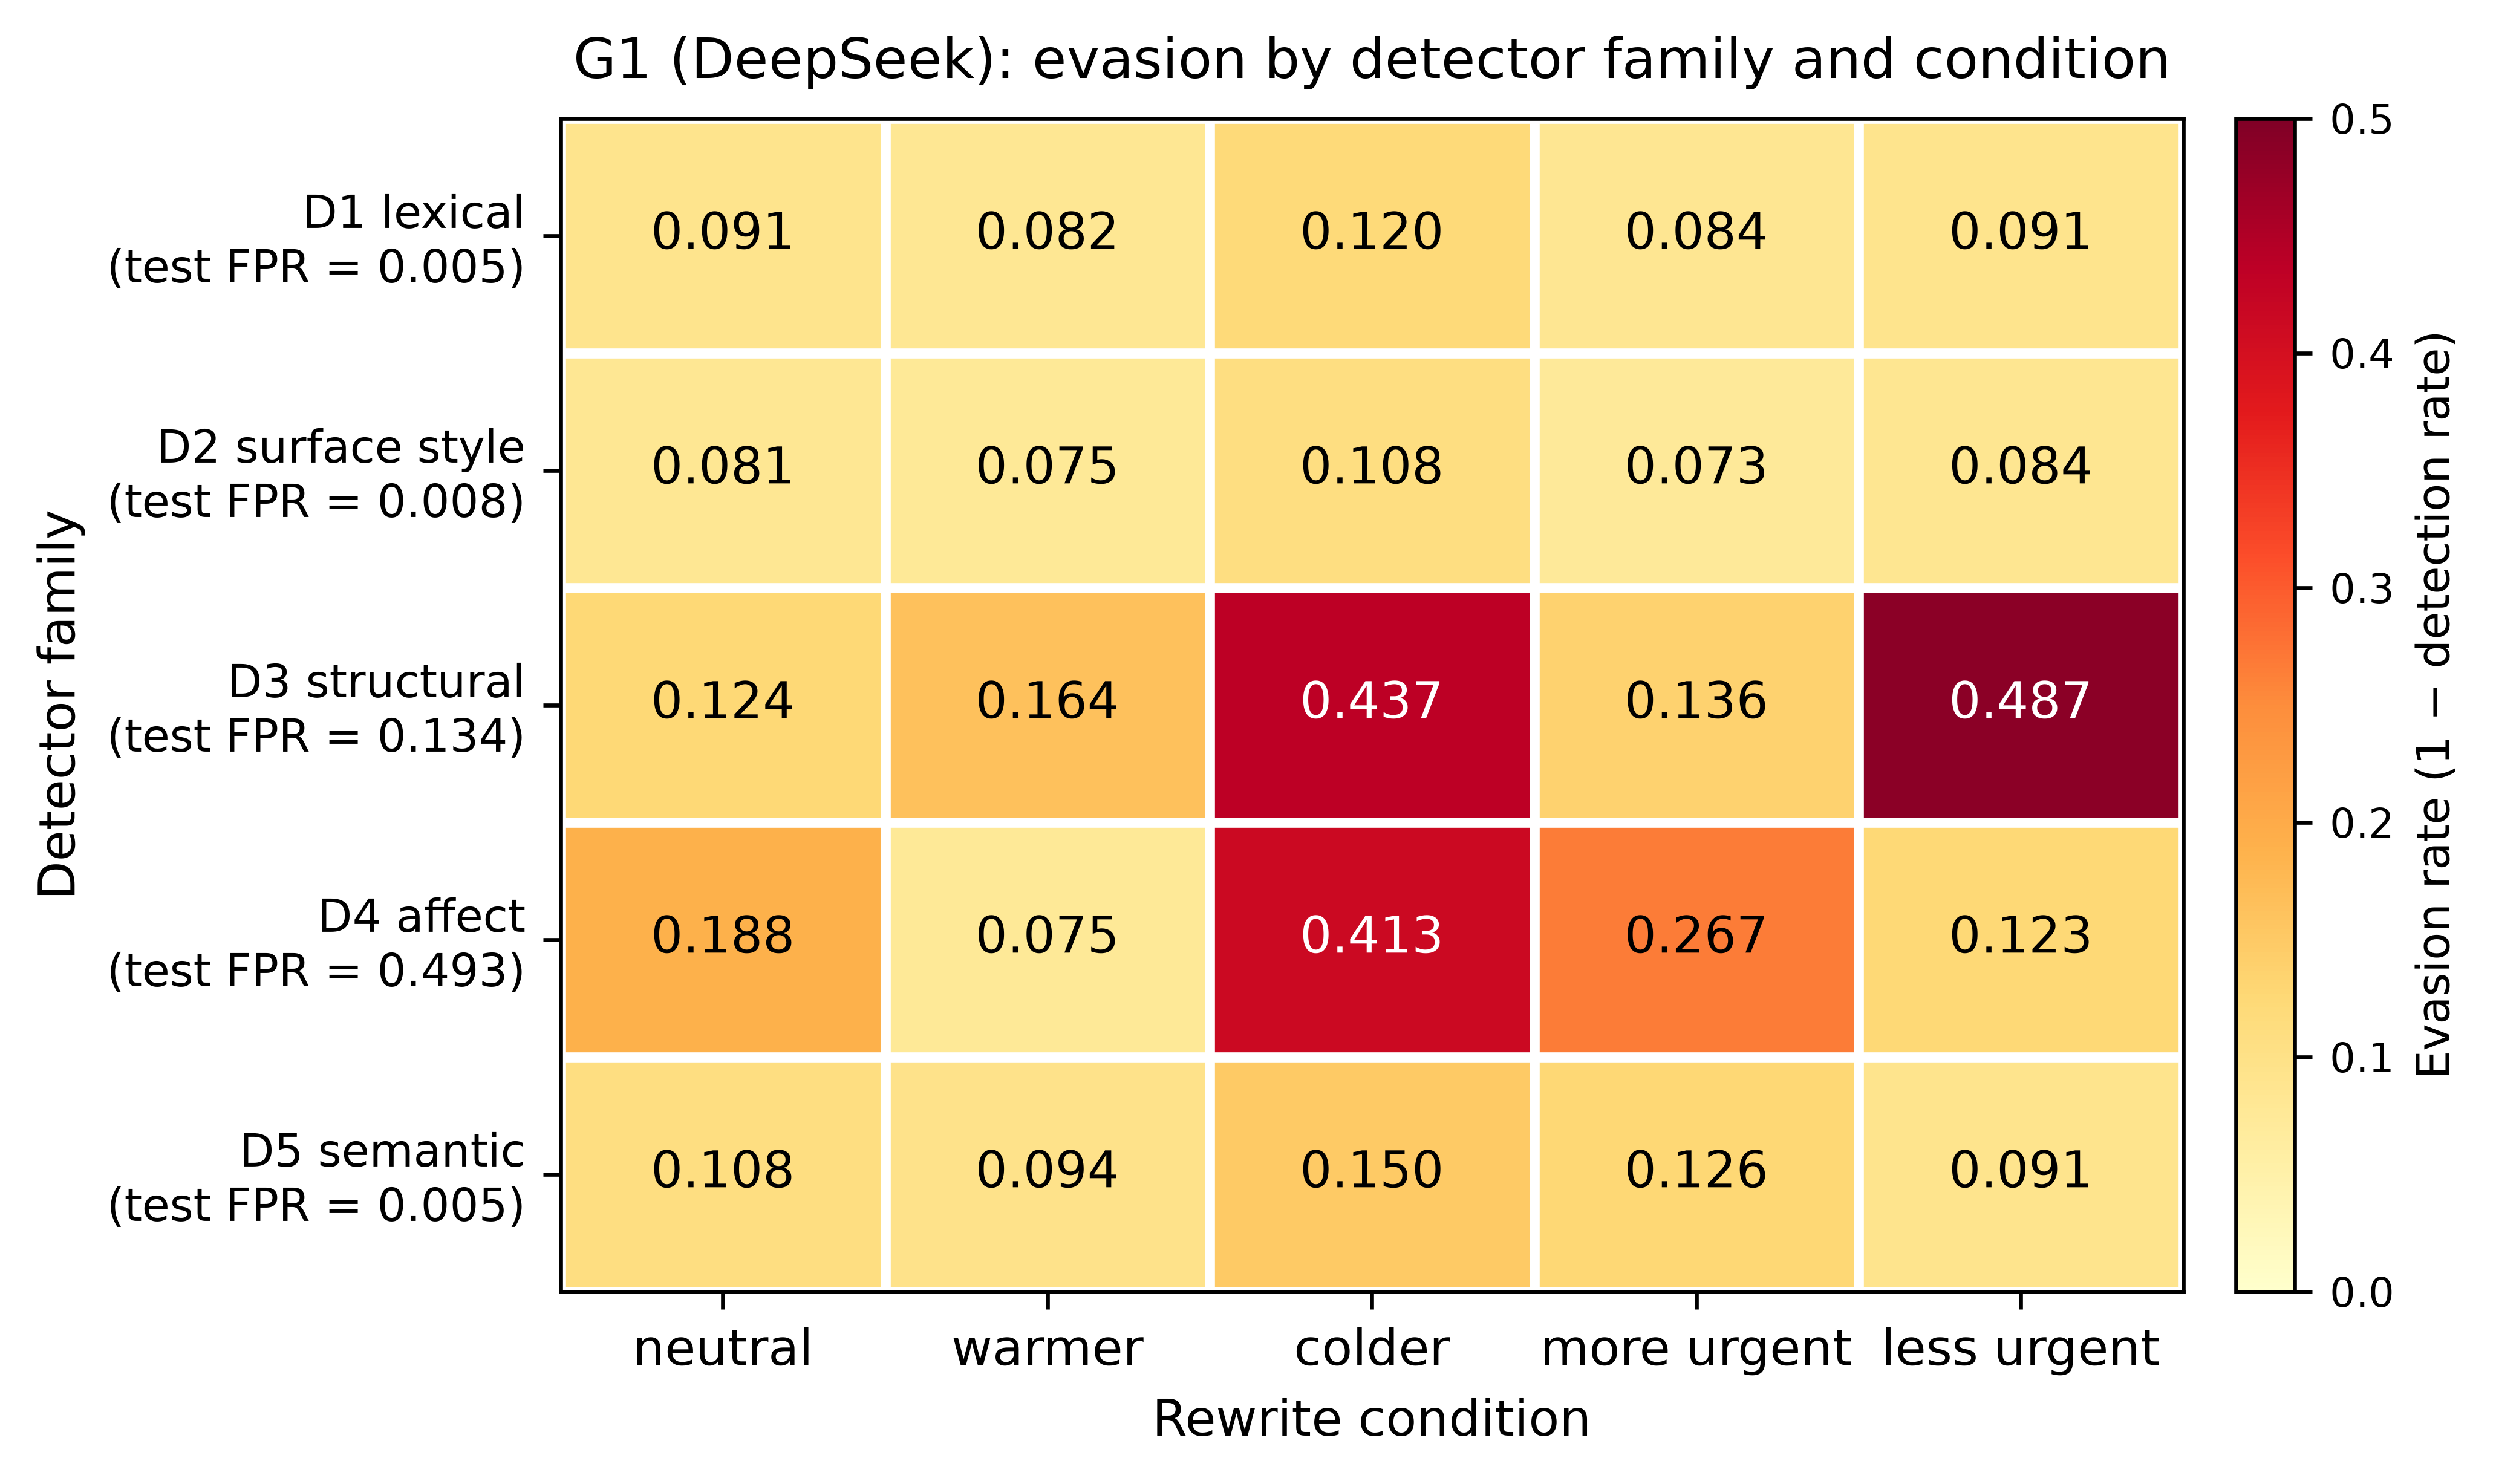 G1 (DeepSeek): evasion by detector family and condition
Detector family
D1 lexical
(test FPR = 0.005)
0.091 0.082 0.120 0.084 0.091
D2 surface style
(test FPR = 0.008)
0.081 0.075 0.108 0.073 0.084
D3 structural
(test FPR = 0.134)
0.124 0.164 0.437 0.136 0.487
D4 affect
(test FPR = 0.493)
0.188 0.075 0.413 0.267 0.123
D5 semantic
(test FPR = 0.005)
0.108 0.094 0.150 0.126 0.091
neutral warmer colder more urgent less urgent
Rewrite condition
0.5
0.4
0.3
0.2
0.1
0.0
Evasion rate (1 − detection rate)